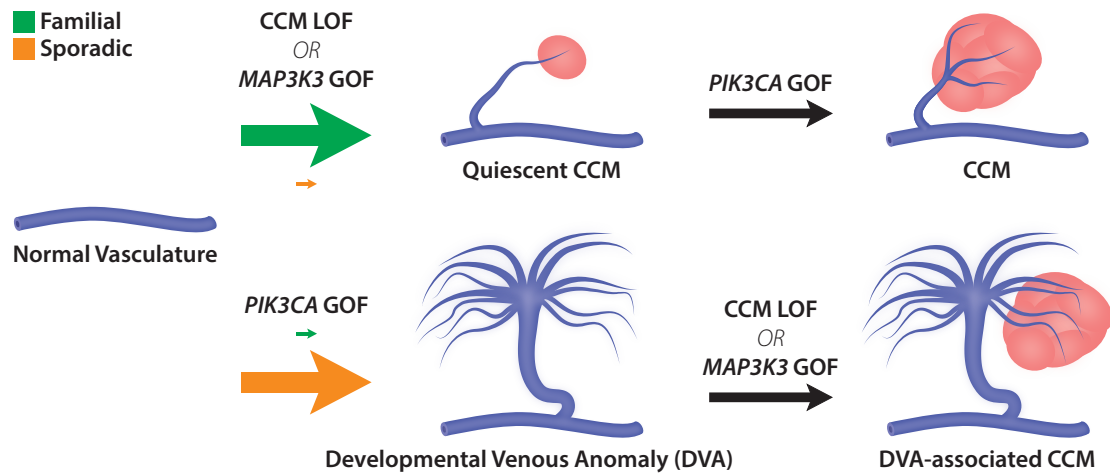 Familial
Sporadic
CCM LOF
OR
MAP3K3 GOF
Quiescent CCM
PIK3CA GOF
CCM
Normal Vasculature
PIK3CA GOF
Developmental Venous Anomaly (DVA)
CCM LOF
OR
MAP3K3 GOF
DVA-associated CCM